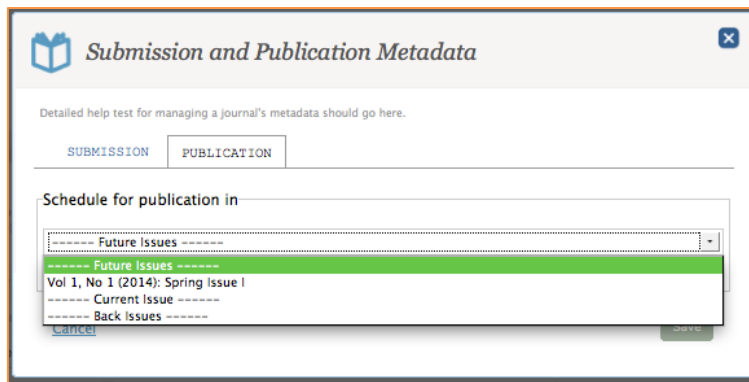 Submission and Publication Metadata
Detailed help test for managing a journal's metadata should go here.
SUBMISSION
PUBLICATION
Schedule for publication in
------ Future Issues ------
------ Future Issues ------
Vol 1, No 1 (2014): Spring Issue I
------ Current Issue ------
------ Back Issues ------
Cancel
Save